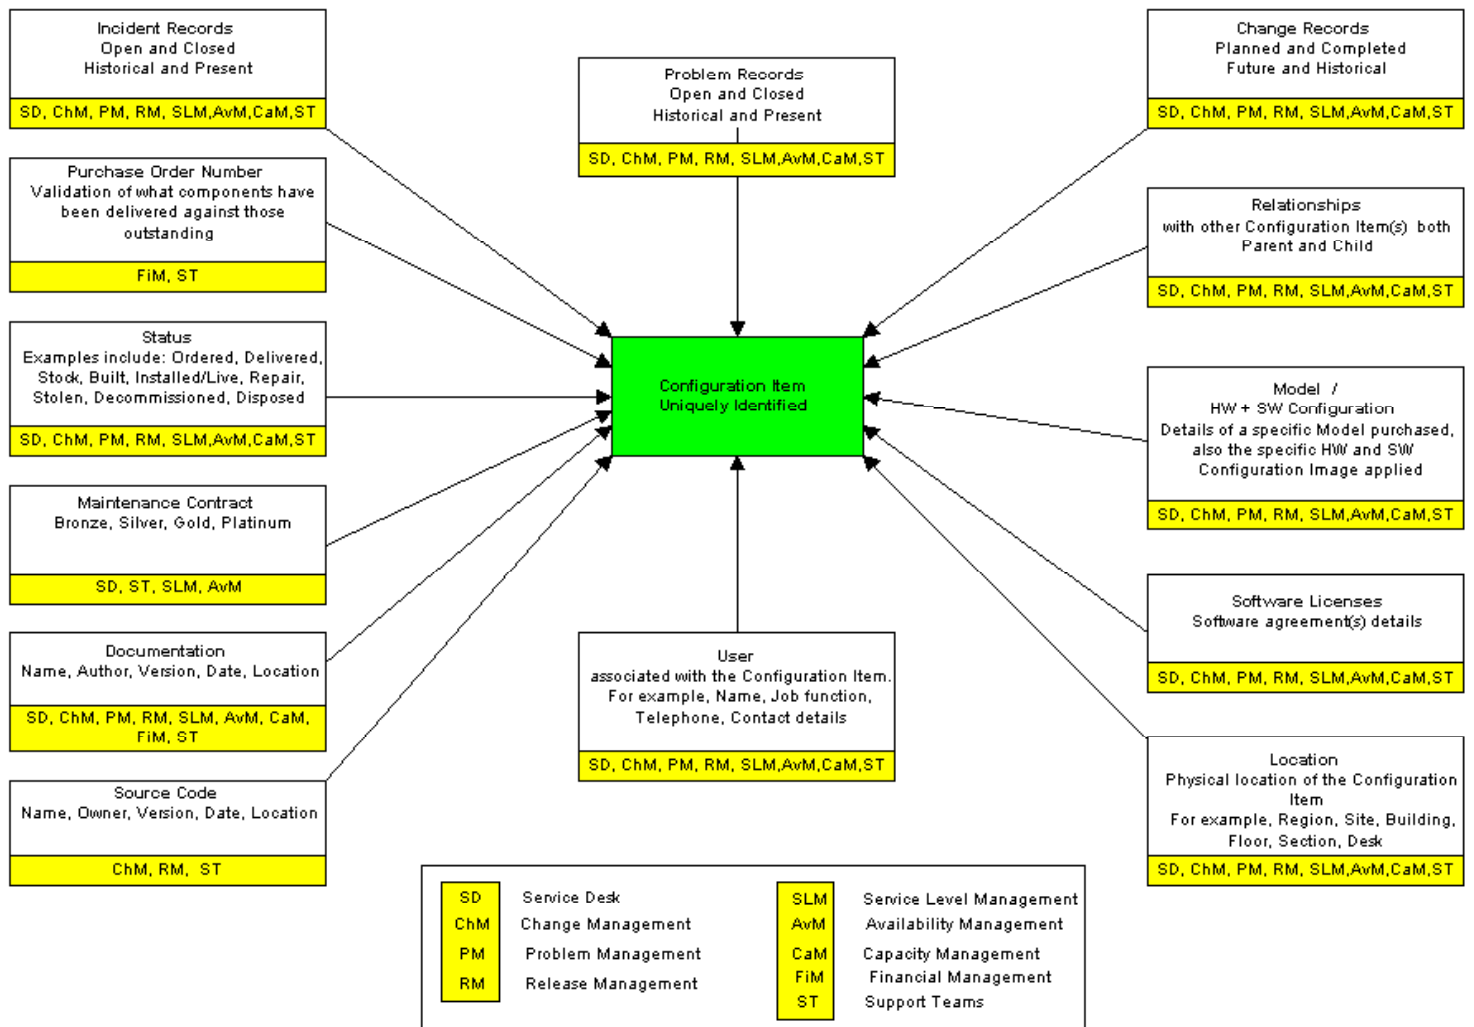 Incident Records
Open and Closed
Historical and Present
SD, ChM, PM, RM, SLM,AvM,CaM,ST
Purchase Order Number
Validation of what components have
been delivered against those
outstanding
FiM, ST
Status
Examples include: Ordered, Delivered,
Stock, Built, Installed/Live, Repair,
Stolen, Decommissioned, Disposed
SD, ChM, PM, RM, SLM,AvM,CaM,ST
Maintenance Contract
Bronze, Silver, Gold, Platinum
SD, ST, SLM, AvM
Documentation
Name, Author, Version, Date, Location
SD, ChM, PM, RM, SLM, AvM, CaM,
FiM, ST
Source Code
Name, Owner, Version, Date, Location
ChM, RM, ST
Problem Records
Open and Closed
Historical and Present
SD, ChM, PM, RM, SLM,AvM,CaM,ST
Configuration Item
Uniquely Identified
User
associated with the Configuration Item.
For example, Name, Job function,
Telephone, Contact details
SD, ChM, PM, RM, SLM,AvM,CaM,ST
Change Records
Planned and Completed
Future and Historical
SD, ChM, PM, RM, SLM,AvM,CaM,ST
Relationships
with other Configuration Item(s) both
Parent and Child
SD, ChM, PM, RM, SLM,AvM,CaM,ST
Model /
HW + SW Configuration
Details of a specific Model purchased,
also the specific HW and SW
Configuration Image applied
SD, ChM, PM, RM, SLM,AvM,CaM,ST
Software Licenses
Software agreement(s) details
SD, ChM, PM, RM, SLM,AvM,CaM,ST
Location
Physical location of the Configuration
Item
For example, Region, Site, Building,
Floor, Section, Desk
SD, ChM, PM, RM, SLM,AvM,CaM,ST
SD Service Desk
ChM Change Management
PM Problem Management
RM Release Management
SLM Service Level Management
AvM Availability Management
CaM Capacity Management
FiM Financial Management
ST Support Teams